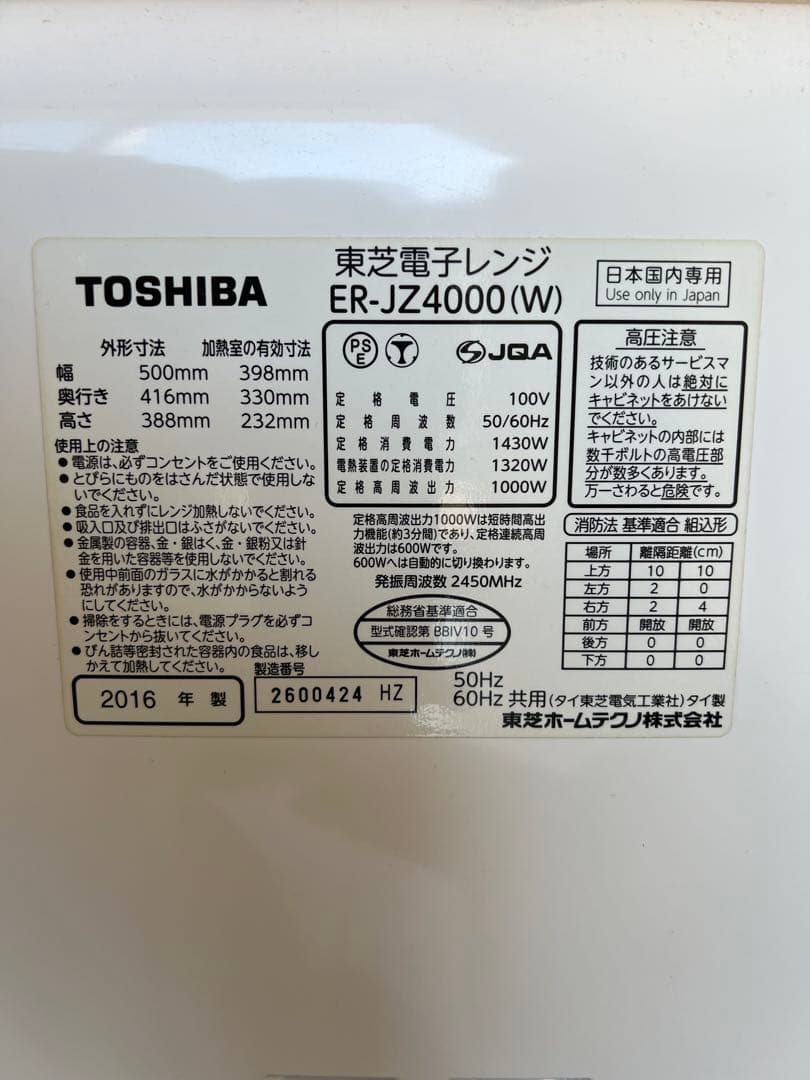 TOSHIBA
東芝電子レンジ
ER-JZ4000(W)
日本国内専用
Use only in Japan
外形寸法 加熱室の有効寸法
幅 500mm 398mm
奥行き 416mm 330mm
高さ 388mm 232mm
使用上の注意
●電源は、必ずコンセントをご使用ください。
●とびらにものをはさんだ状態で使用しな
いでください。
●食品を入れずにレンジ加熱しないでください。
●吸入口及び排出口はふさがないでください。
●金属製の容器、金・銀はく、金・銀粉又は針
金を用いた容器等を使用しないでください。
●使用中前面のガラスに水がかかると割れる
恐れがありますので、水がかからないよう
にしてください。
●掃除をするときには、電源プラグを必ずコ
ンセントから抜いてください。
●びん詰等密封された容器内の食品は、移し
かえて加熱してください。
PSE JQA
定格電圧 100V
定格周波数 50/60Hz
定格消費電力 1430W
電熱装置の定格消費電力 1320W
定格高周波出力 1000W
定格高周波出力1000Wは短時間高出
力機能(約3分間)であり、定格連続高周
波出力は600Wです。
600Wへは自動的に切り換わります。
発振周波数 2450MHz
総務省基準適合
型式確認第 BBIV10 号
東芝ホームテクノ(株)
高圧注意
技術のあるサービスマ
ン以外の人は絶対に
キャビネットをあけない
でください。
キャビネットの内部には
数千ボルトの高電圧部
分が数多くあります。
万一さわると危険です。
消防法 基準適合 組込形
場所 離隔距離(cm)
上方 10 10
左方 2 0
右方 2 4
前方 開放 開放
後方 0 0
下方 0 0
2016 年 製
製造番号
2600424 HZ
50Hz
60Hz 共用(タイ東芝電気工業社)タイ製
東芝ホームテクノ株式会社